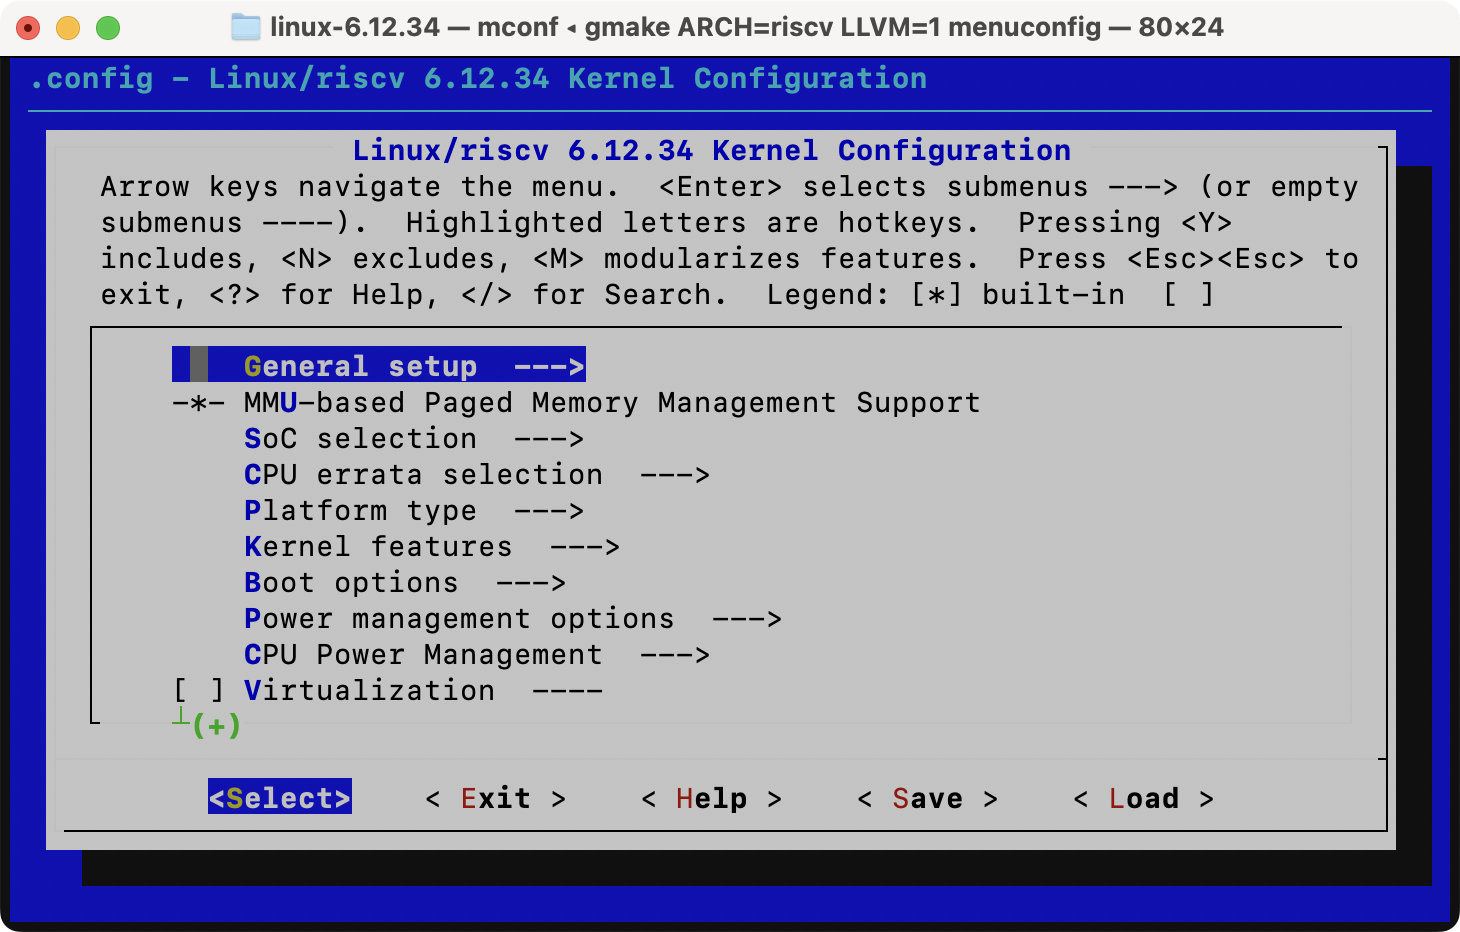 linux-6.12.34 — mconf ◂ gmake ARCH=riscv LLVM=1 menuconfig — 80×24
.config - Linux/riscv 6.12.34 Kernel Configuration
Linux/riscv 6.12.34 Kernel Configuration
Arrow keys navigate the menu.  <Enter> selects submenus ---> (or empty
submenus ----).  Highlighted letters are hotkeys.  Pressing <Y>
includes, <N> excludes, <M> modularizes features.  Press <Esc><Esc> to
exit, <?> for Help, </> for Search.  Legend: [*] built-in  [ ]
General setup  --->
-*- MMU-based Paged Memory Management Support
SoC selection  --->
CPU errata selection  --->
Platform type  --->
Kernel features  --->
Boot options  --->
Power management options  --->
CPU Power Management  --->
[ ] Virtualization  ----
┴(+)
<Select>    < Exit >    < Help >    < Save >    < Load >